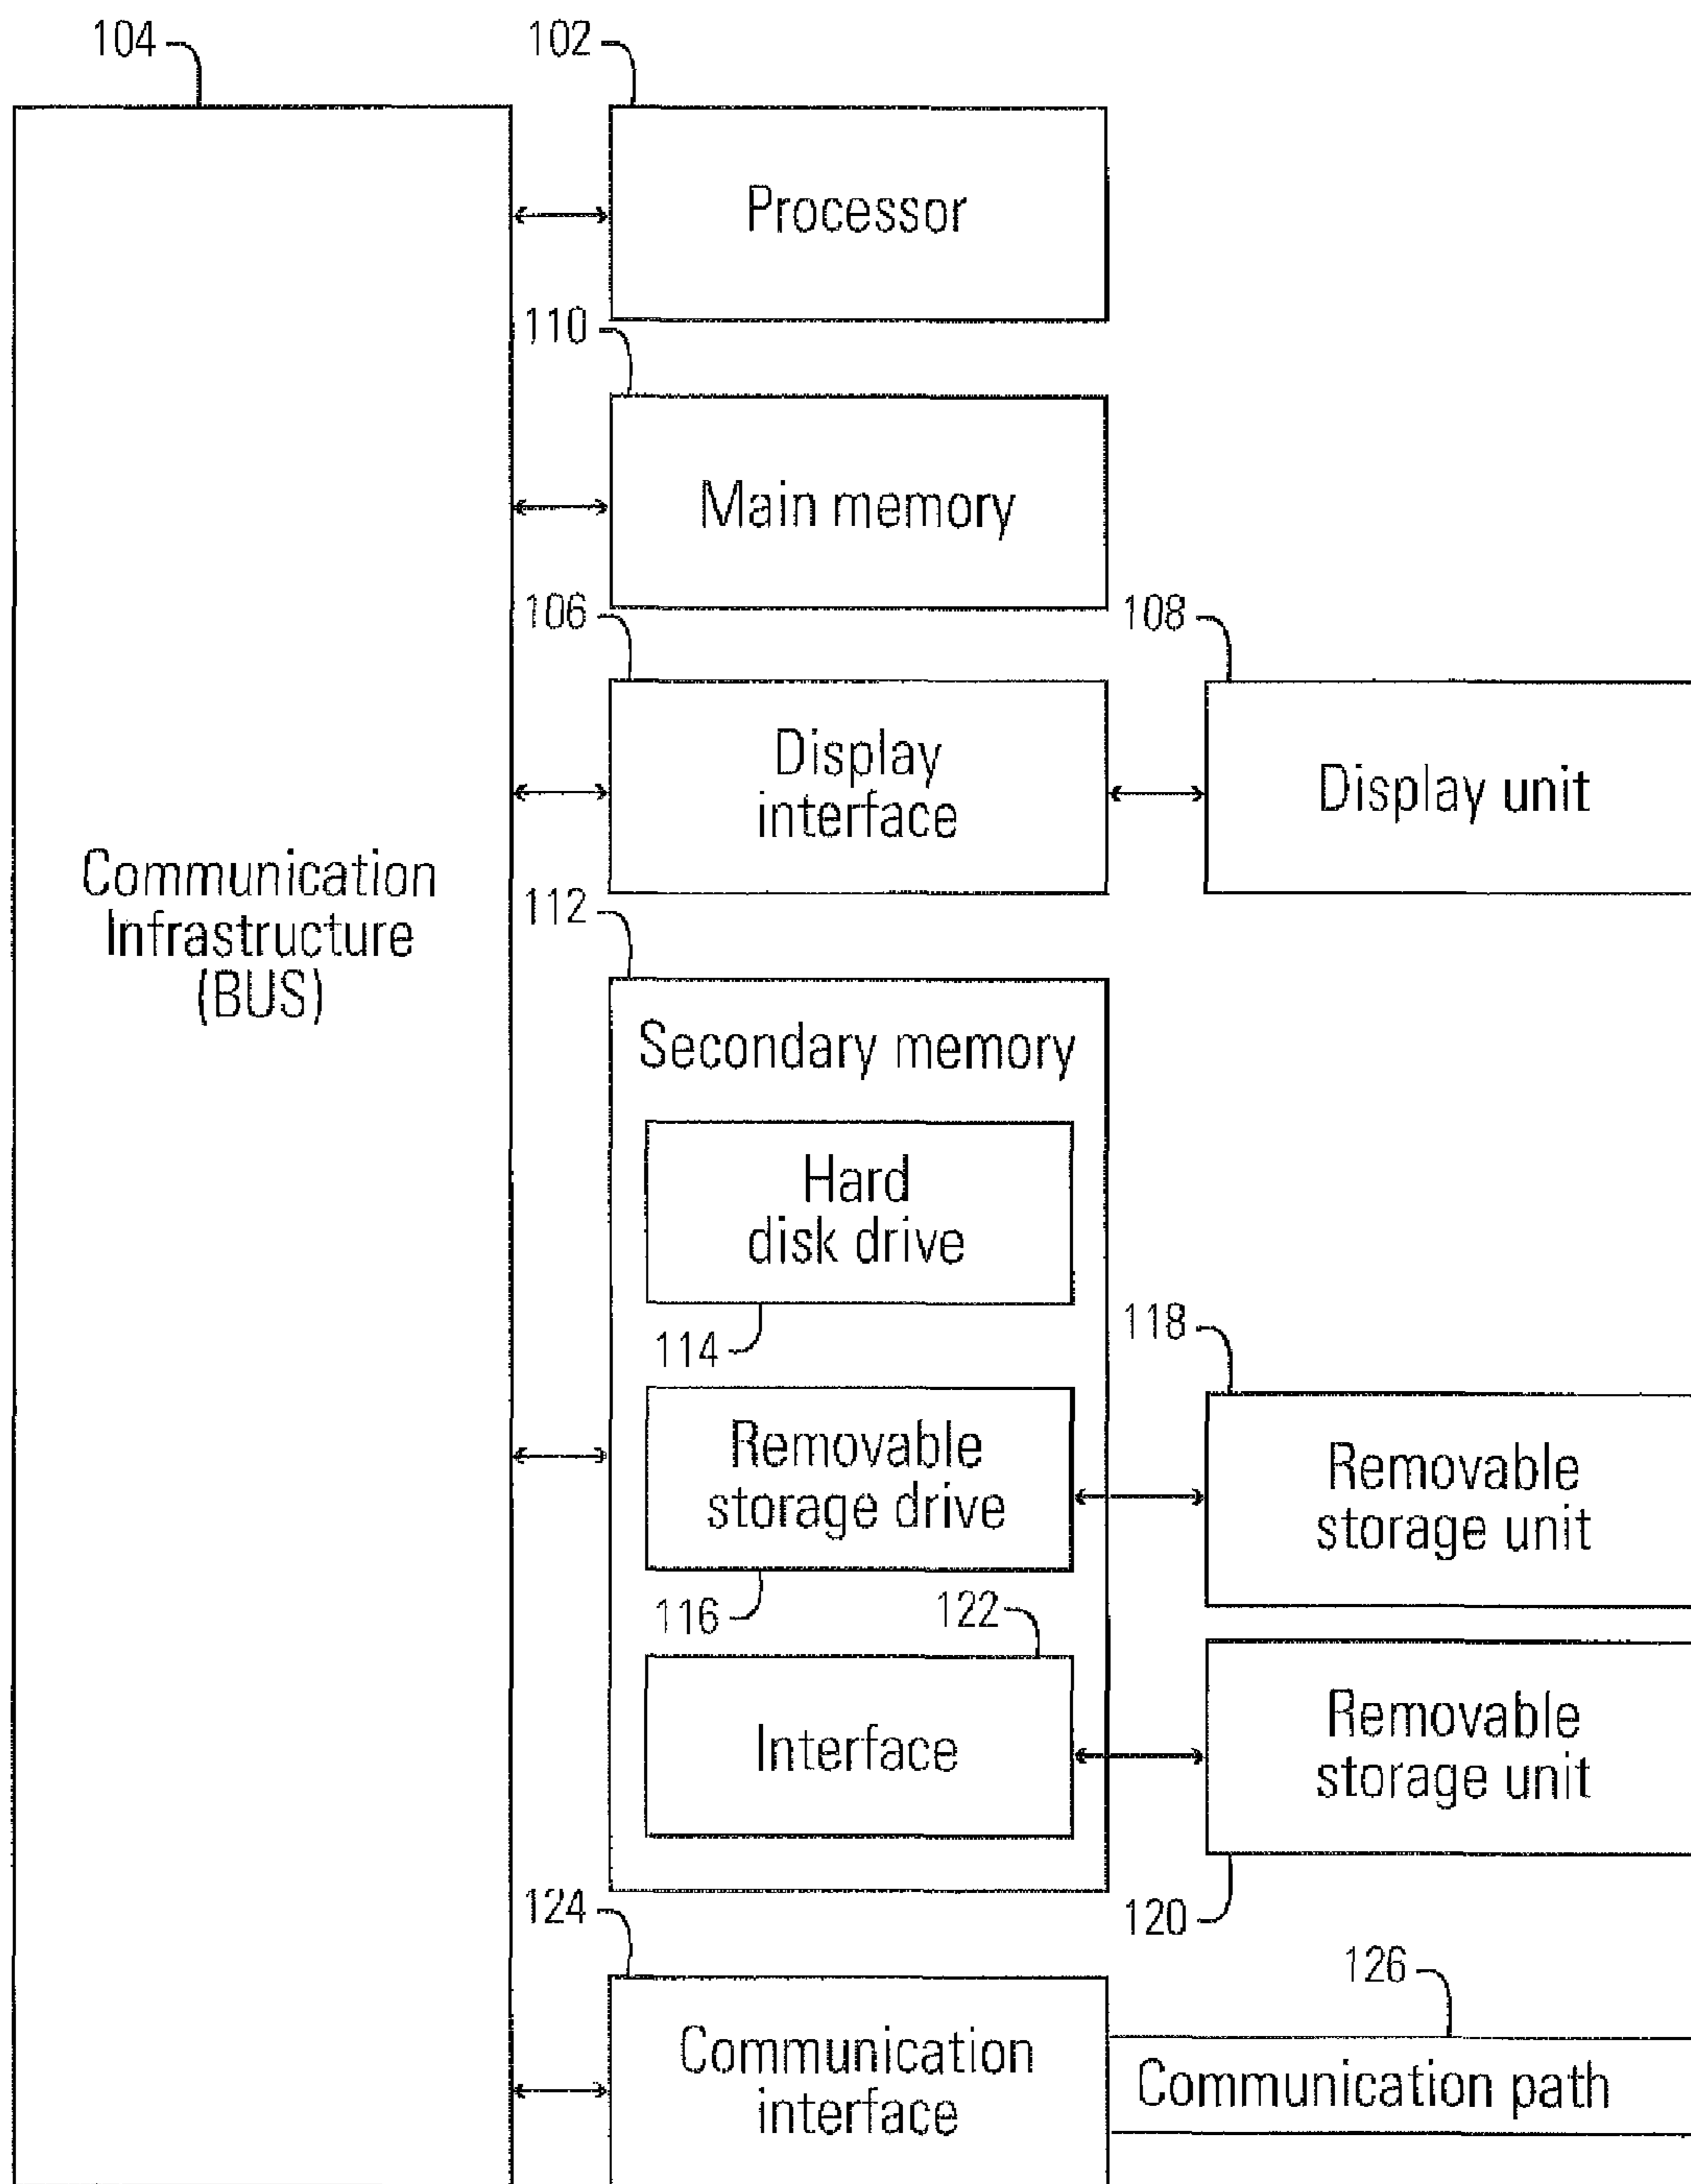 104
102
Processor
110
Main memory
106
108
Display
interface
Display unit
Communication
Infrastructure
(BUS)
112
Secondary memory
Hard
disk drive
114
118
Removable
storage drive
Removable
storage unit
116
122
Interface
Removable
storage unit
120
124
126
Communication
interface
Communication path